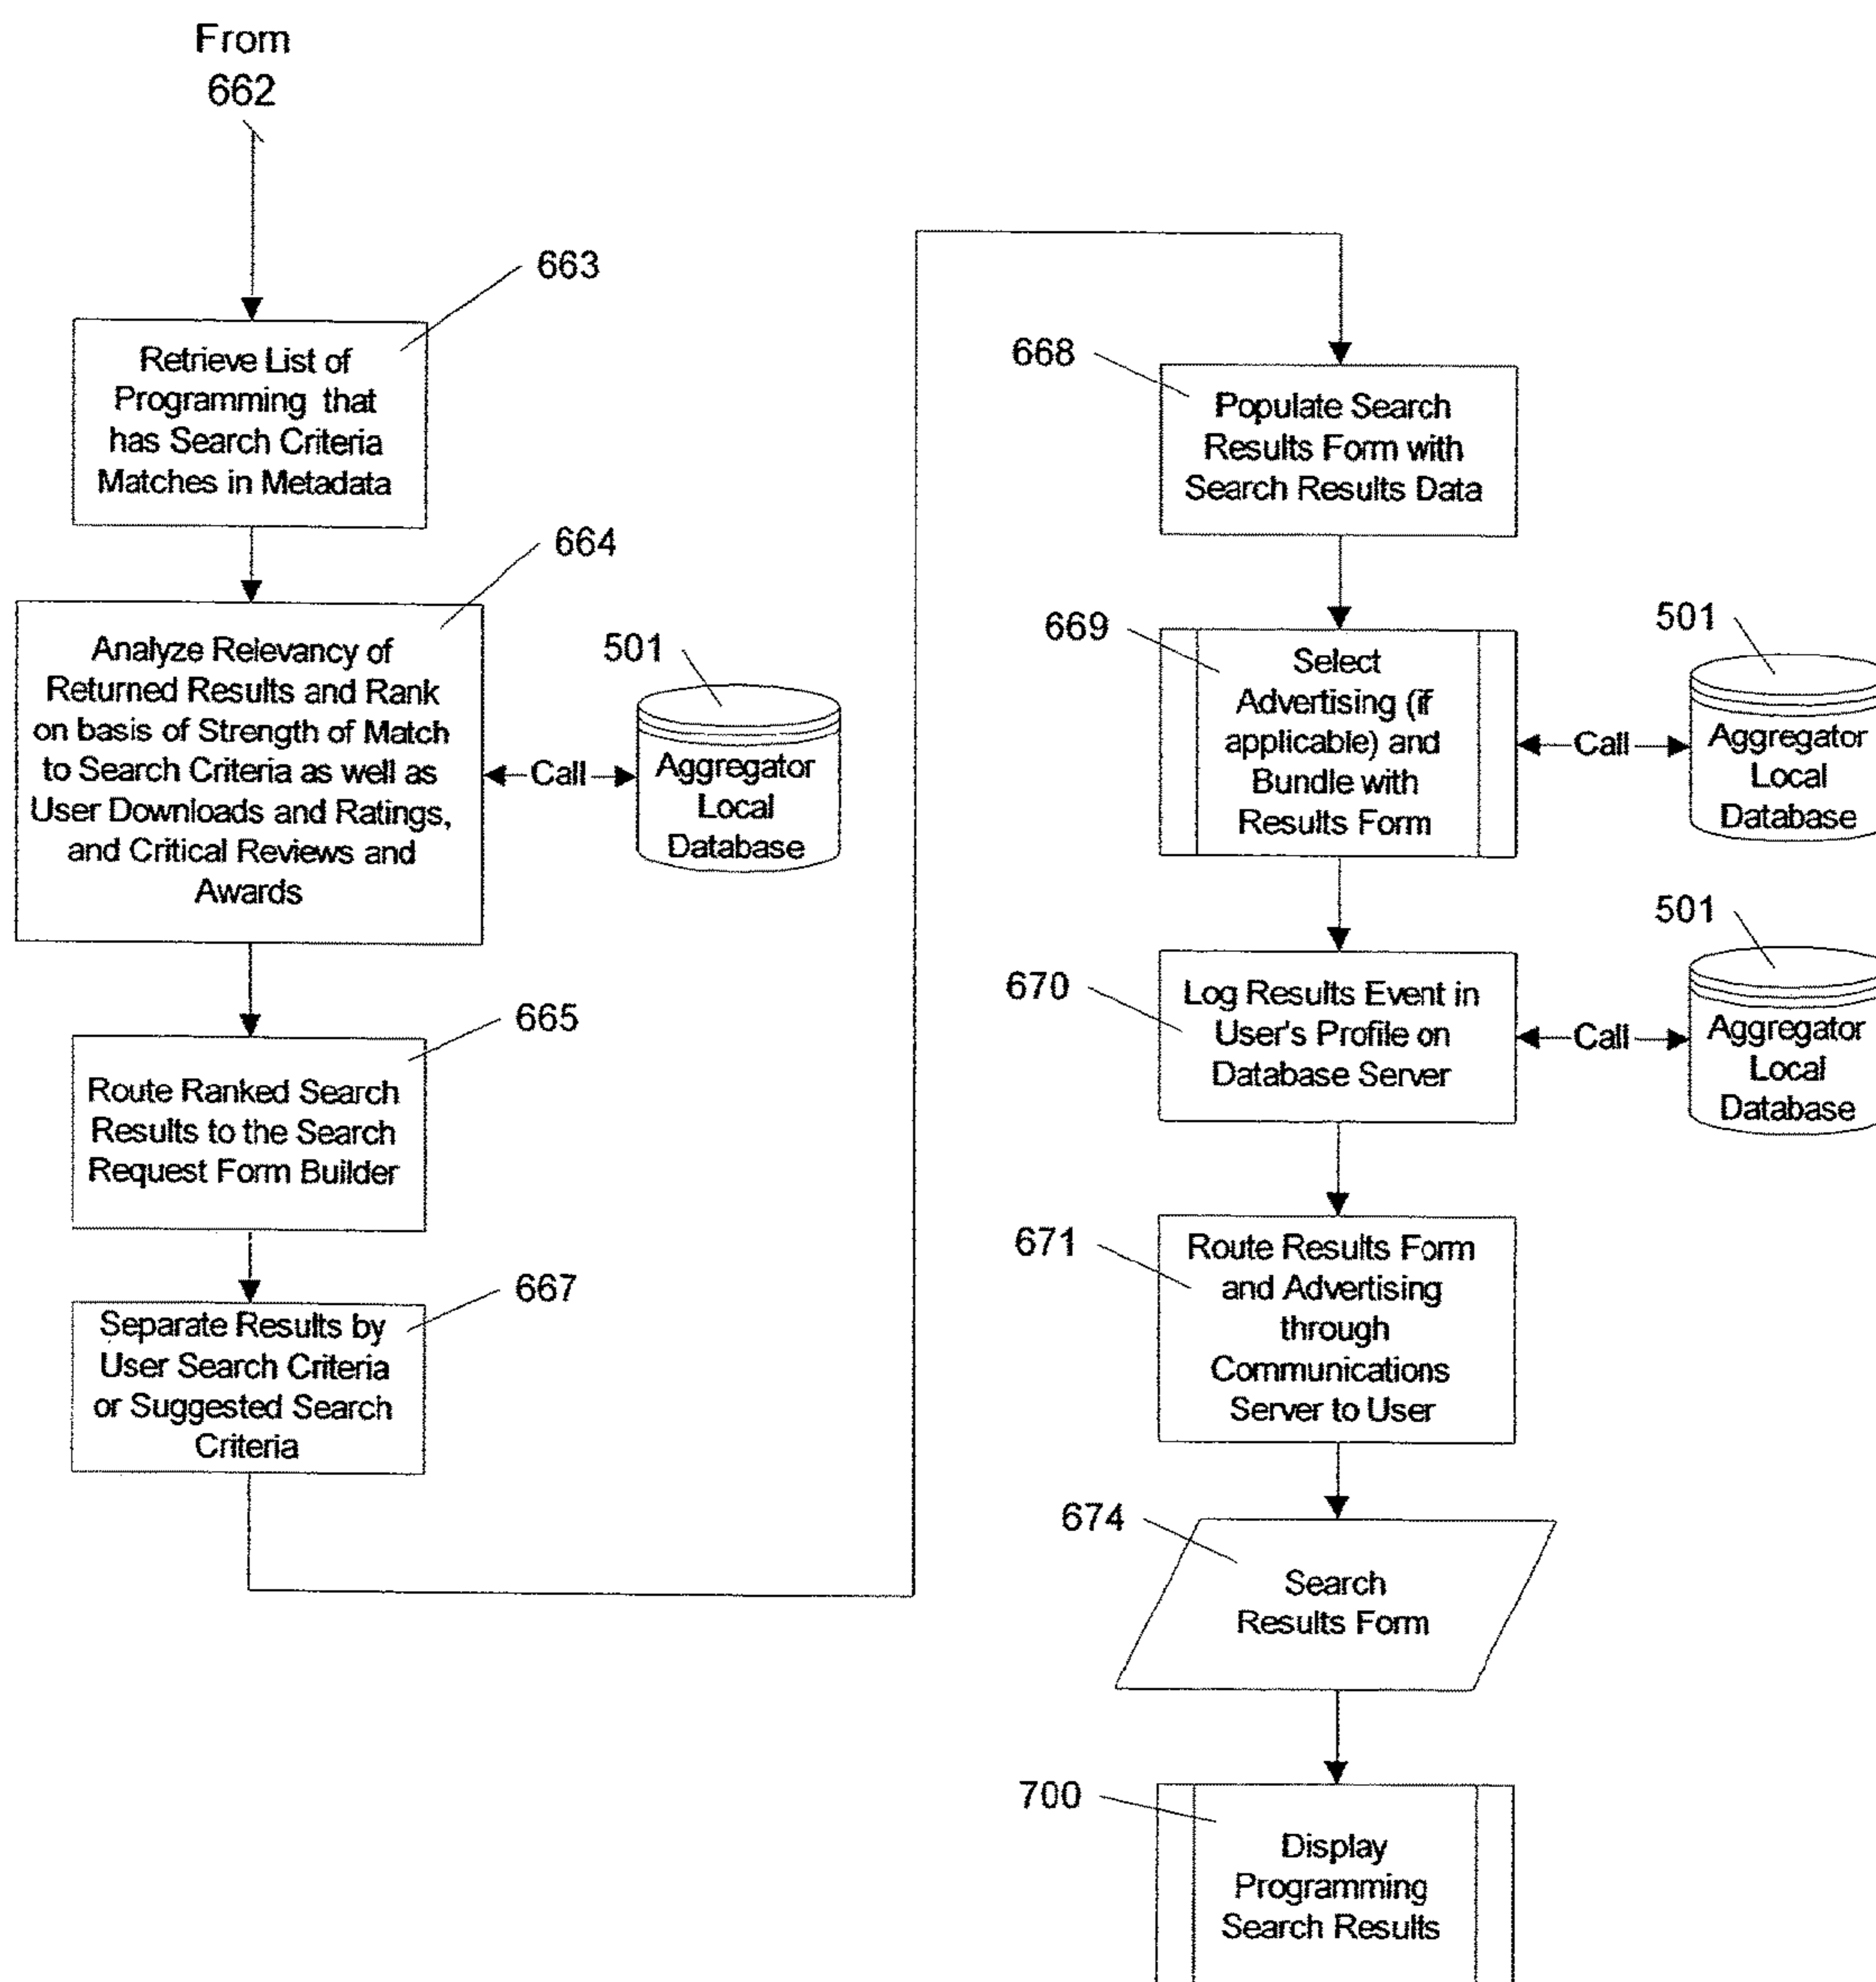 From
662
663
Retrieve List of
Programming that
has Search Criteria
Matches in Metadata
664
Analyze Relevancy of
Returned Results and Rank
on basis of Strength of Match
to Search Criteria as well as
User Downloads and Ratings,
and Critical Reviews and
Awards
Call
501
Aggregator
Local
Database
665
Route Ranked Search
Results to the Search
Request Form Builder
667
Separate Results by
User Search Criteria
or Suggested Search
Criteria
668
Populate Search
Results Form with
Search Results Data
669
Select
Advertising (if
applicable) and
Bundle with
Results Form
Call
501
Aggregator
Local
Database
670
Log Results Event in
User's Profile on
Database Server
Call
501
Aggregator
Local
Database
671
Route Results Form
and Advertising
through
Communications
Server to User
674
Search
Results Form
700
Display
Programming
Search Results